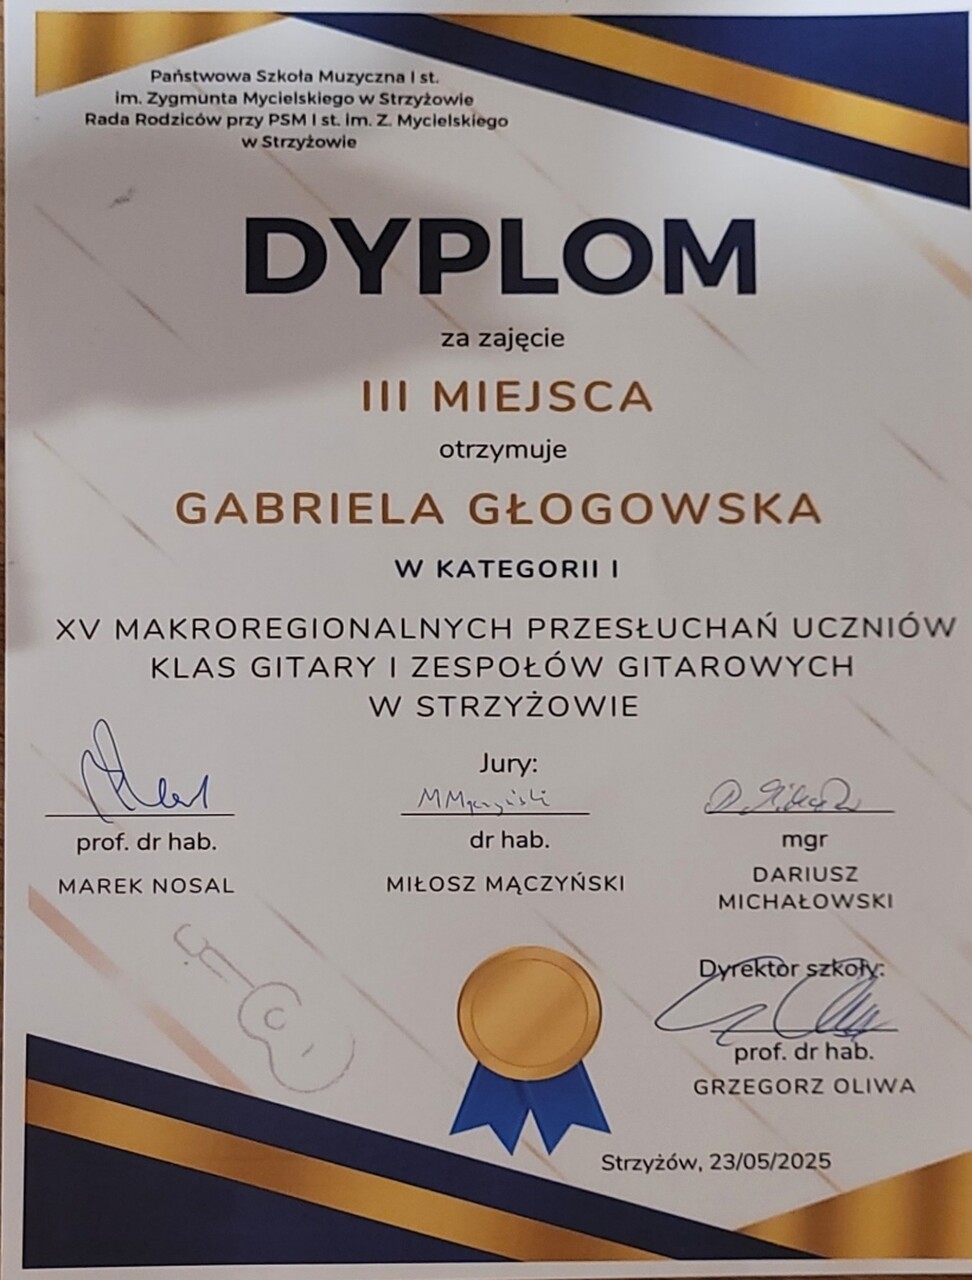 Państwowa Szkoła Muzyczna I st.
im. Zygmunta Mycielskiego w Strzyżowie
Rada Rodziców przy PSM I st. im. Z. Mycielskiego
w Strzyżowie
DYPLOM
za zajęcie
III MIEJSCA
otrzymuje
GABRIELA GŁOGOWSKA
W KATEGORII I
XV MAKROREGIONALNYCH PRZESŁUCHAŃ UCZNIÓW
KLAS GITARY I ZESPOŁÓW GITAROWYCH
W STRZYŻOWIE
Jury:
prof. dr hab.
MAREK NOSAL
dr hab.
MIŁOSZ MĄCZYŃSKI
mgr
DARIUSZ
MICHAŁOWSKI
Dyrektor szkoły:
prof. dr hab.
GRZEGORZ OLIWA
Strzyżów, 23/05/2025